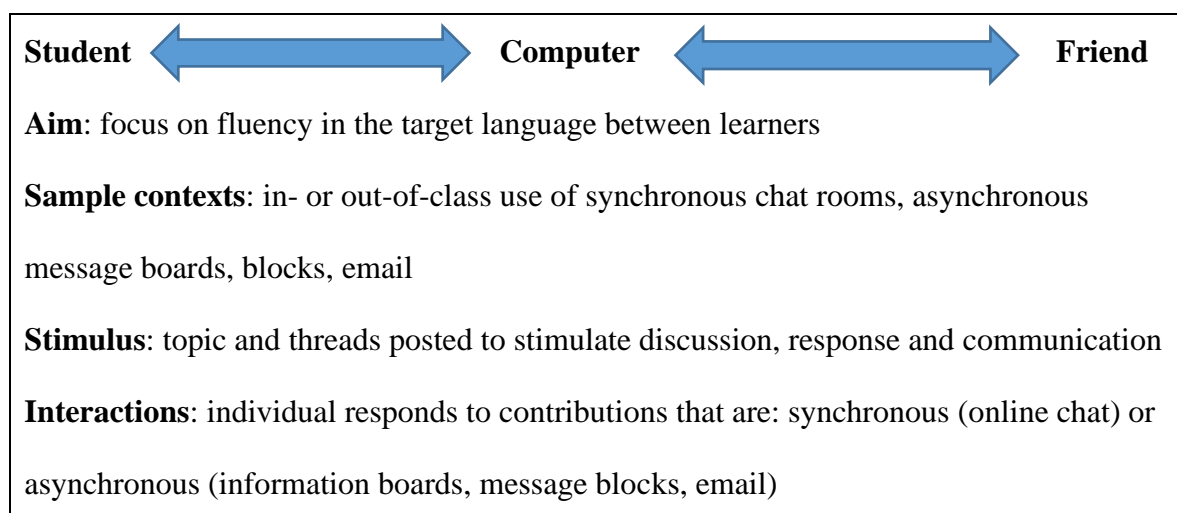 Student Computer Friend
Aim: focus on fluency in the target language between learners
Sample contexts: in- or out-of-class use of synchronous chat rooms, asynchronous
message boards, blocks, email
Stimulus: topic and threads posted to stimulate discussion, response and communication
Interactions: individual responds to contributions that are: synchronous (online chat) or
asynchronous (information boards, message blocks, email)